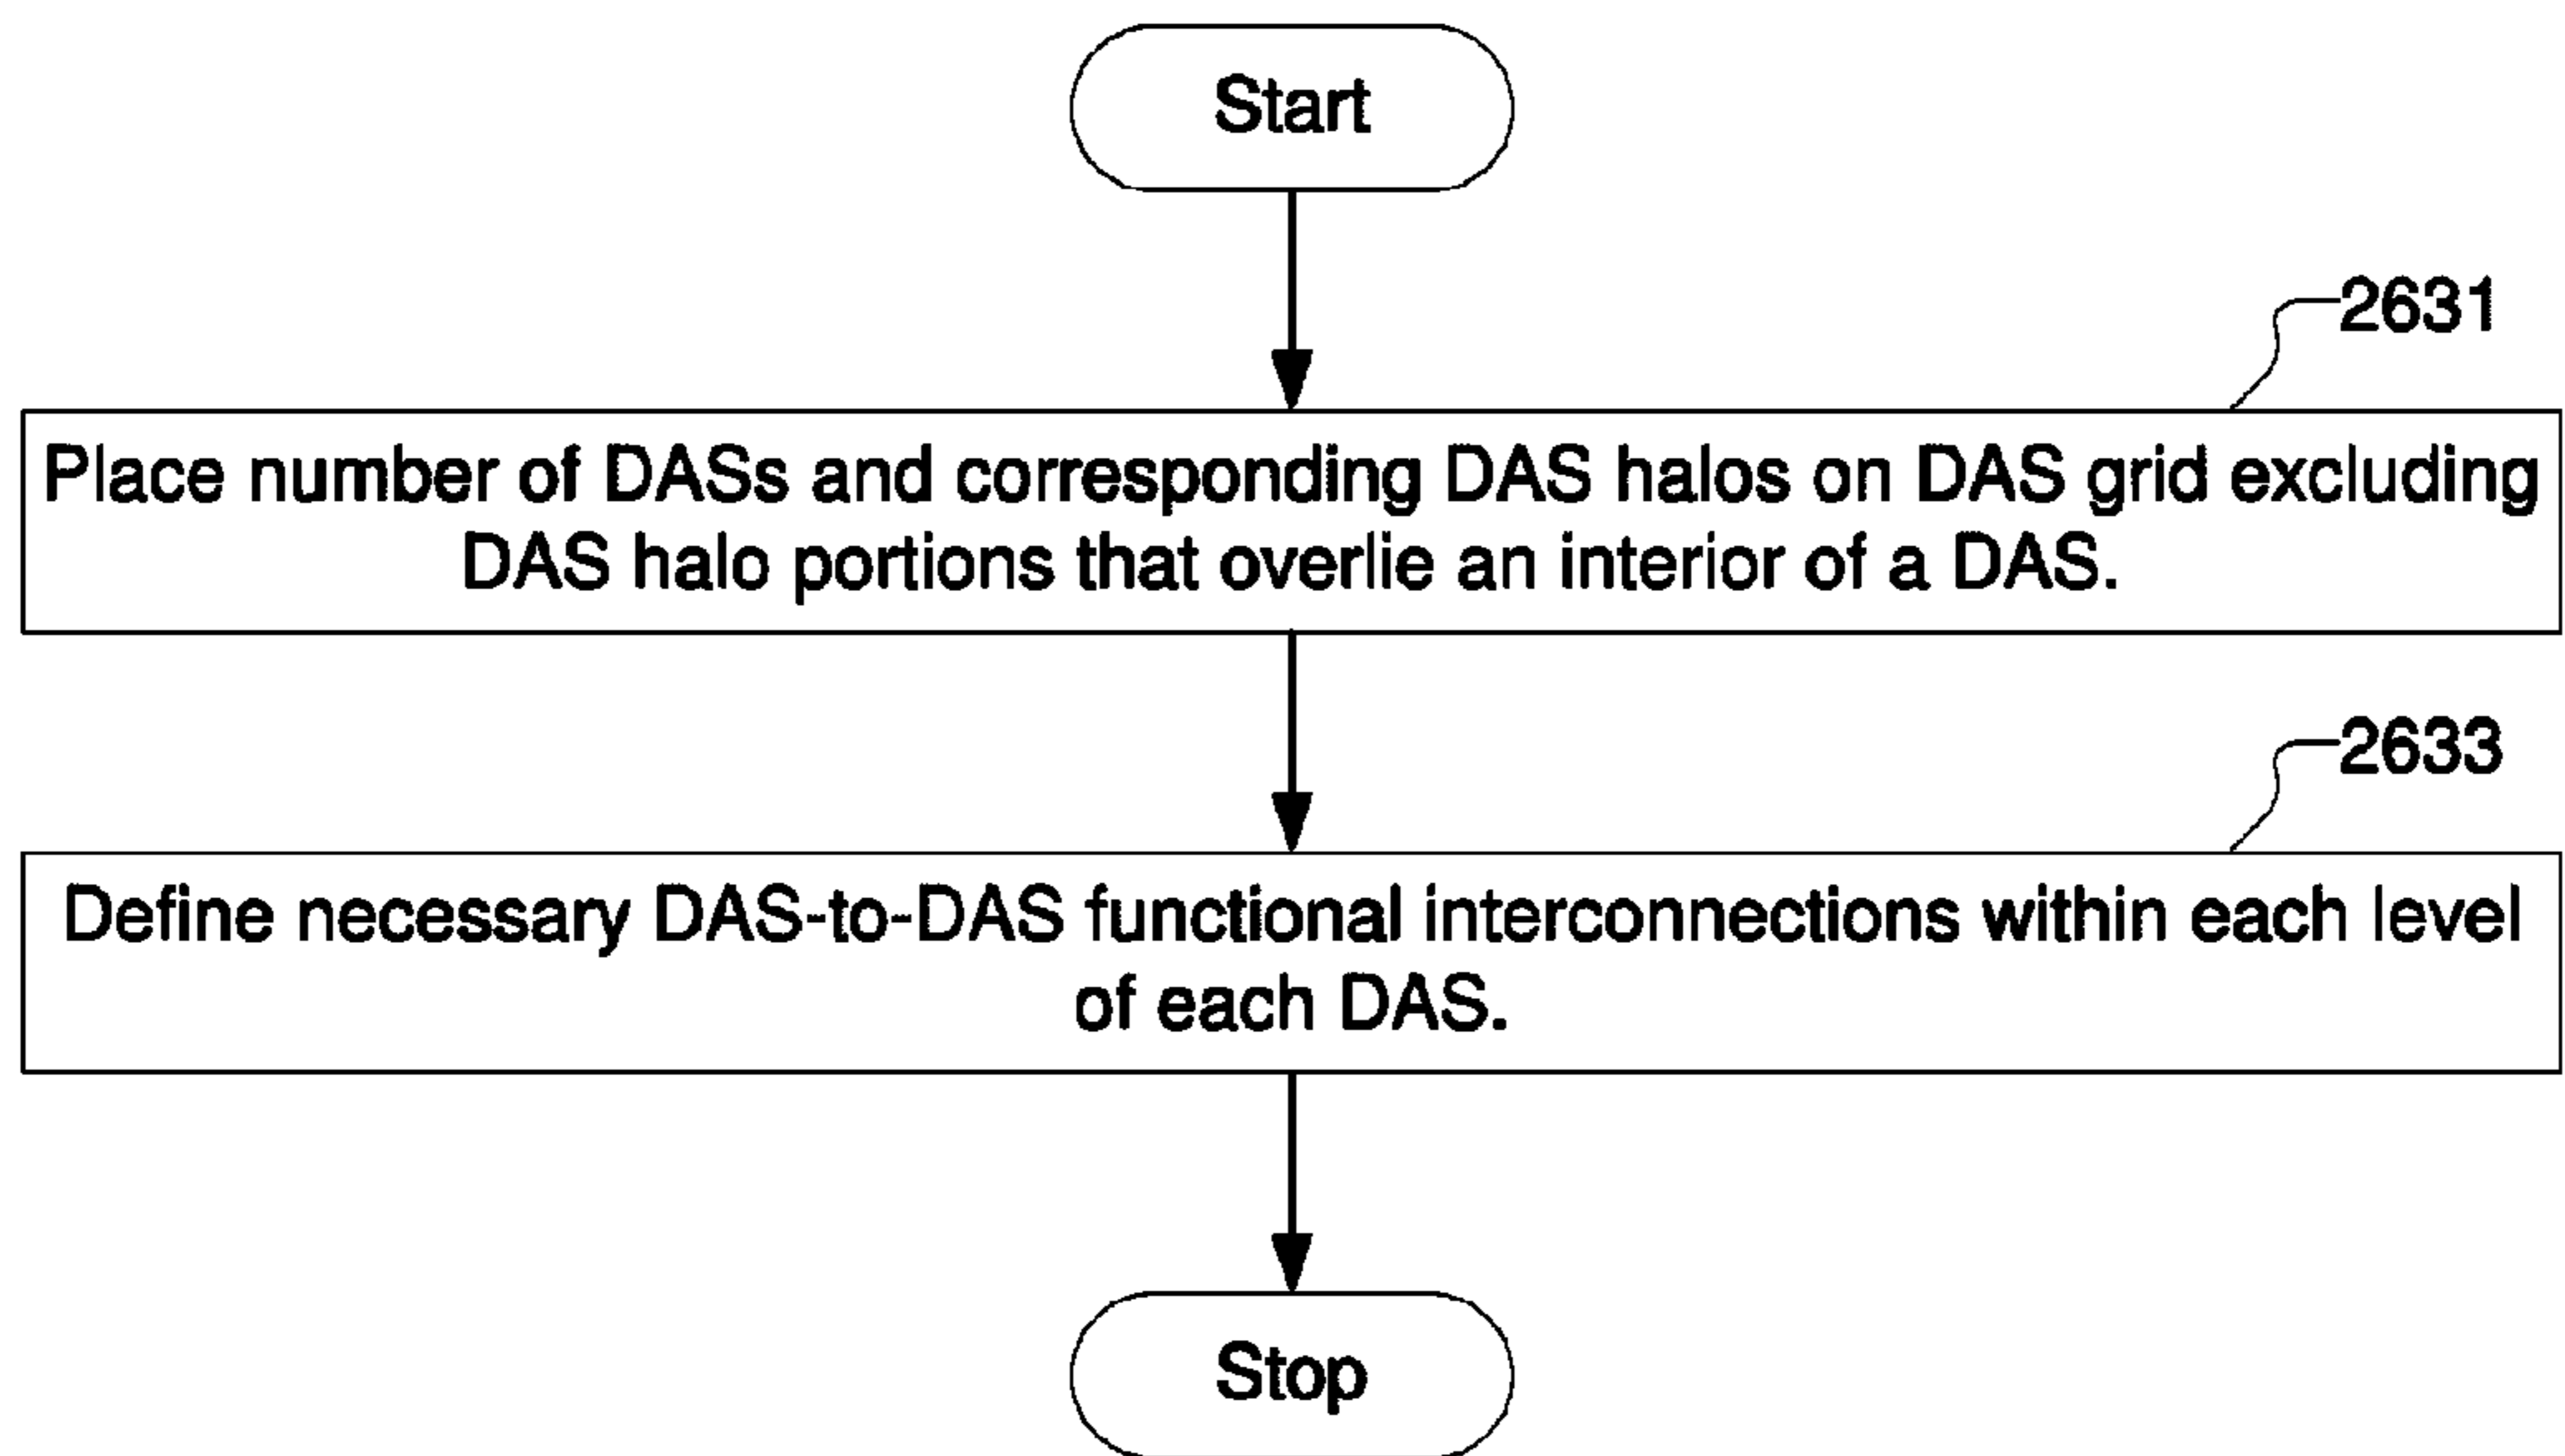 Start
2631
Place number of DASs and corresponding DAS halos on DAS grid excluding
DAS halo portions that overlie an interior of a DAS.
2633
Define necessary DAS-to-DAS functional interconnections within each level
of each DAS.
Stop